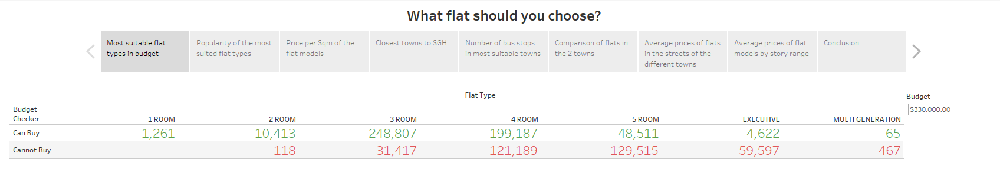 What flat should you choose?
Most suitable flat
types in budget
Popularity of the most
suited flat types
Price per Sqm of the
flat models
Closest towns to SGH
Number of bus stops
in most suitable towns
Comparison of flats in
the 2 towns
Average prices of flats
in the streets of the
different towns
Average prices of flat
models by story range
Conclusion
Flat Type
Budget
$330,000.00
Budget
Checker
1 ROOM 2 ROOM 3 ROOM 4 ROOM 5 ROOM EXECUTIVE MULTI GENERATION
Can Buy 1,261 10,413 248,807 199,187 48,511 4,622 65
Cannot Buy 118 31,417 121,189 129,515 59,597 467